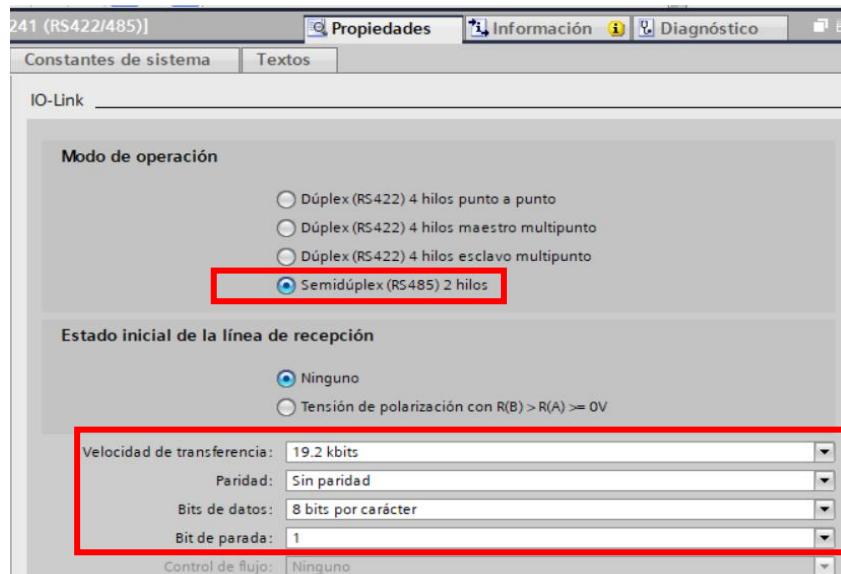 241 (RS422/485)] Propiedades Información Diagnóstico
Constantes de sistema Textos
IO-Link
Modo de operación
Dúplex (RS422) 4 hilos punto a punto
Dúplex (RS422) 4 hilos maestro multipunto
Dúplex (RS422) 4 hilos esclavo multipunto
Semidúplex (RS485) 2 hilos
Estado inicial de la línea de recepción
Ninguno
Tensión de polarización con R(B) > R(A) >= 0V
Velocidad de transferencia: 19.2 kbits
Paridad: Sin paridad
Bits de datos: 8 bits por carácter
Bit de parada: 1
Control de flujo: Ninguno